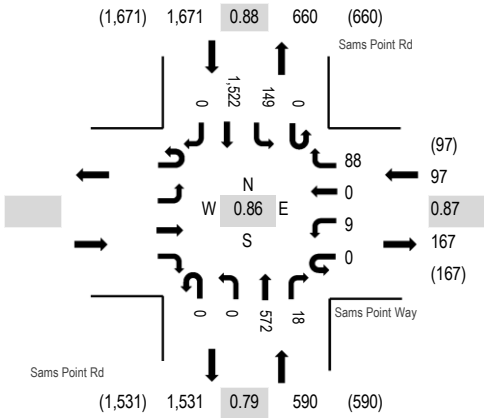 (1,671) 1,671 0.88 660 (660)
Sams Point Rd
0 1,522 149 0
(97)
88
97
0
N
W 0.86 E
S
0.87
9
167
0
(167)
0 0 572 18
Sams Point Way
Sams Point Rd
(1,531) 1,531 0.79 590 (590)